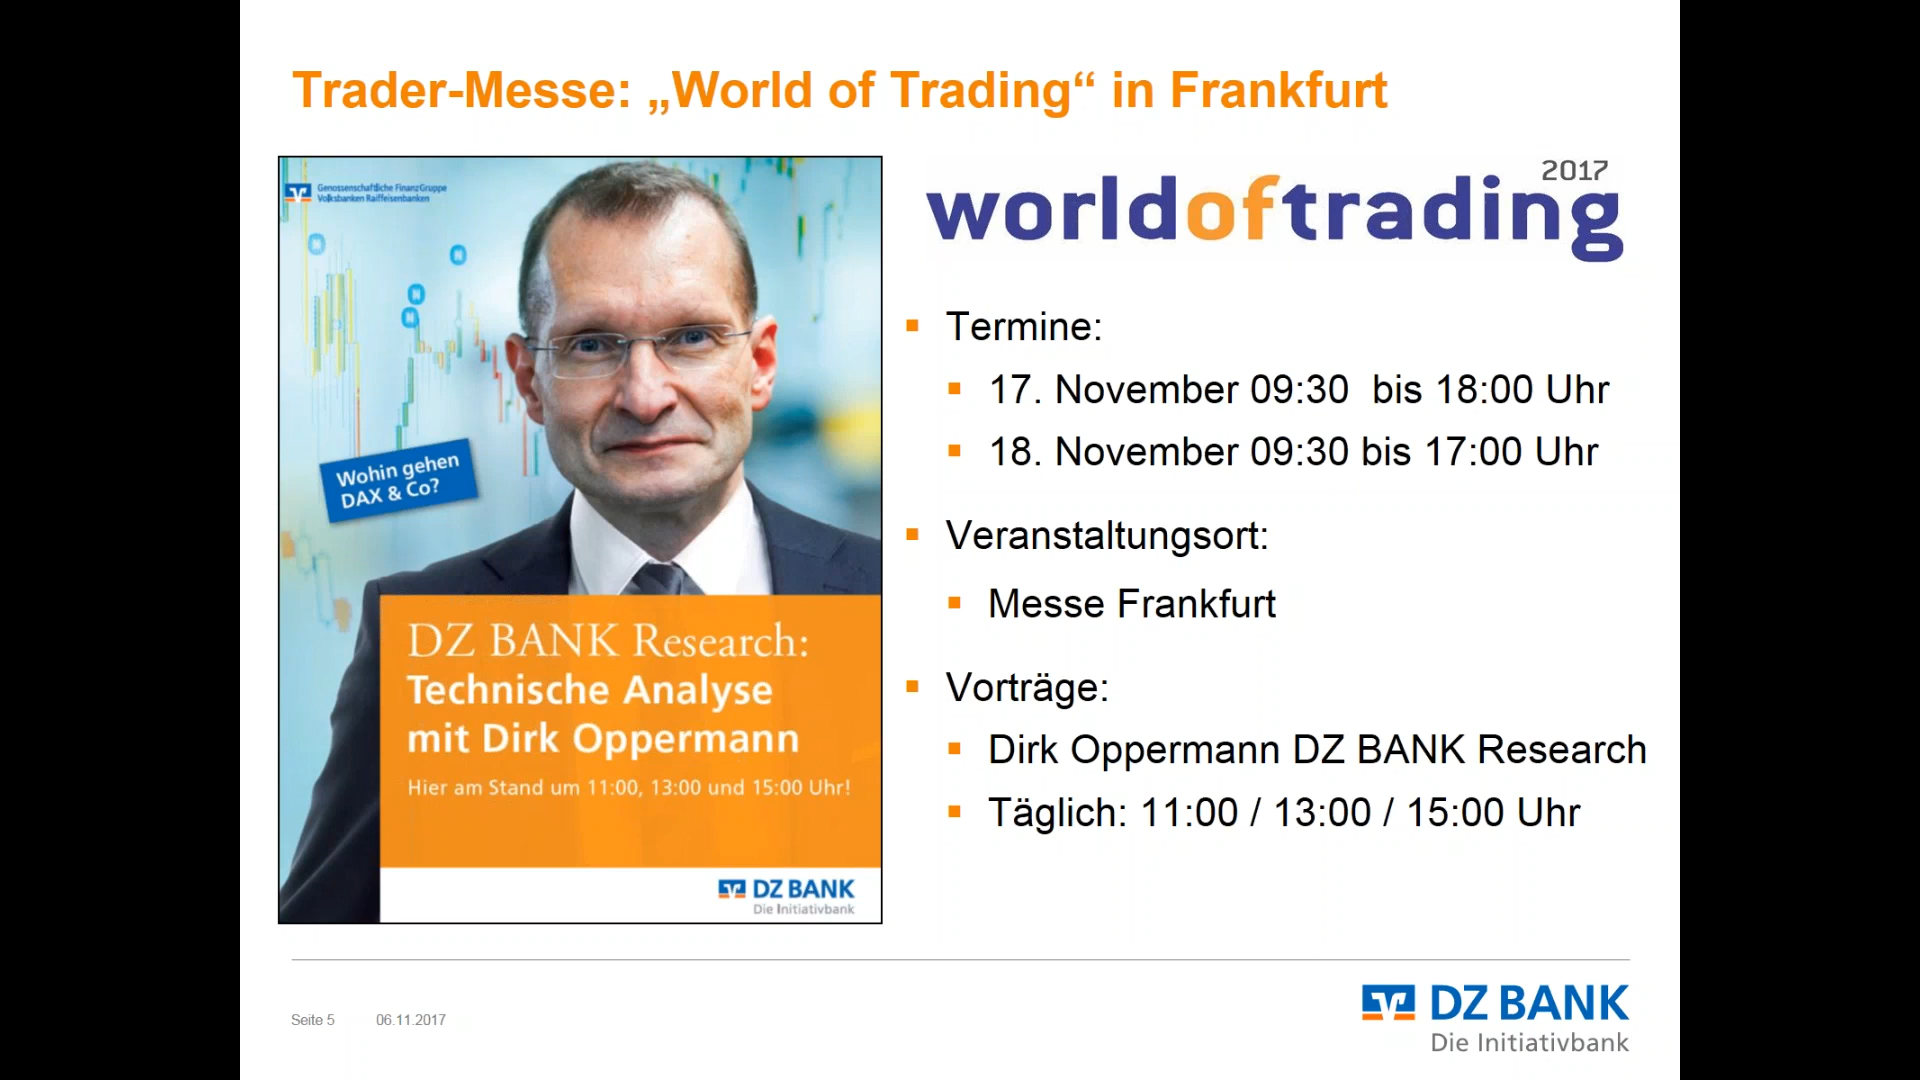 Trader-Messe: „World of Trading“ in Frankfurt
Genossenschaftliche FinanzGruppe
Volksbanken Raiffeisenbanken
N
N
N
N
Wohin gehen
DAX & Co?
DZ BANK Research:
Technische Analyse
mit Dirk Oppermann
Hier am Stand um 11:00, 13:00 und 15:00 Uhr!
DZ BANK
Die Initiativbank
2017
worldoftrading
Termine:
17. November 09:30 bis 18:00 Uhr
18. November 09:30 bis 17:00 Uhr
Veranstaltungsort:
Messe Frankfurt
Vorträge:
Dirk Oppermann DZ BANK Research
Täglich: 11:00 / 13:00 / 15:00 Uhr
Seite 5 06.11.2017
DZ BANK
Die Initiativbank